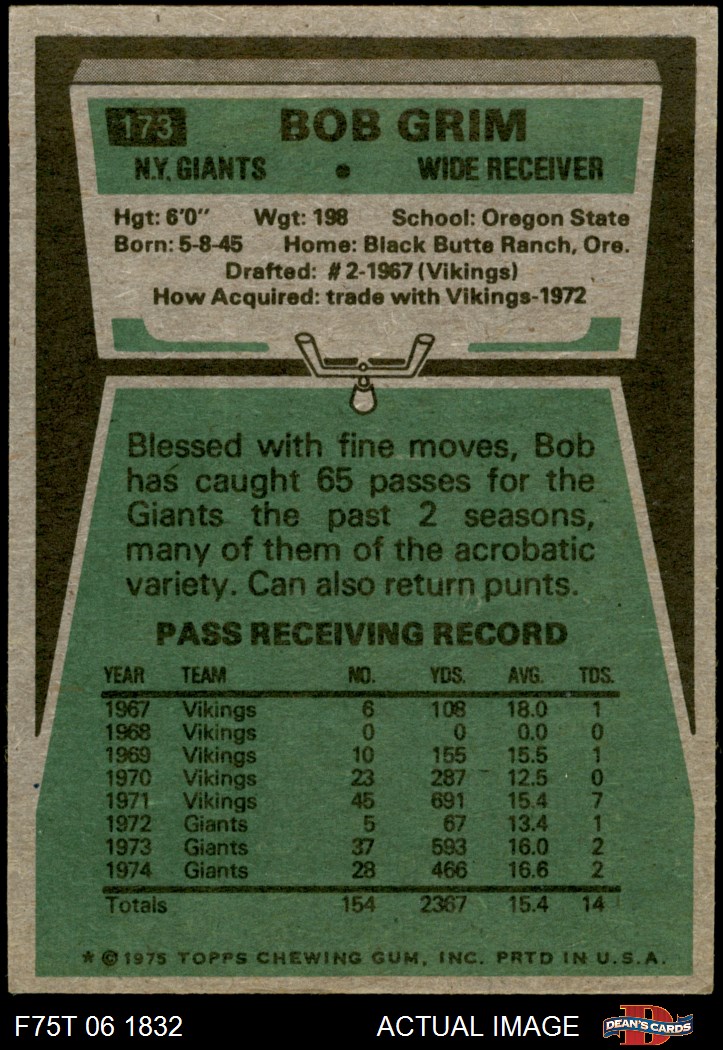 173 BOB GRIM
N.Y. GIANTS • WIDE RECEIVER
Hgt: 6'0" Wgt: 198 School: Oregon State
Born: 5-8-45 Home: Black Butte Ranch, Ore.
Drafted: #2-1967 (Vikings)
How Acquired: trade with Vikings-1972
Blessed with fine moves, Bob
has caught 65 passes for the
Giants the past 2 seasons,
many of them of the acrobatic
variety. Can also return punts.
PASS RECEIVING RECORD
YEAR TEAM NO. YDS. AVG. TDS.
1967 Vikings 6 108 18.0 1
1968 Vikings 0 0 0.0 0
1969 Vikings 10 155 15.5 1
1970 Vikings 23 287 12.5 0
1971 Vikings 45 691 15.4 7
1972 Giants 5 67 13.4 1
1973 Giants 37 593 16.0 2
1974 Giants 28 466 16.6 2
Totals 154 2367 15.4 14
* © 1975 TOPPS CHEWING GUM, INC. PRTD IN U.S.A.
F75T 06 1832 ACTUAL IMAGE D DEAN'S CARDS